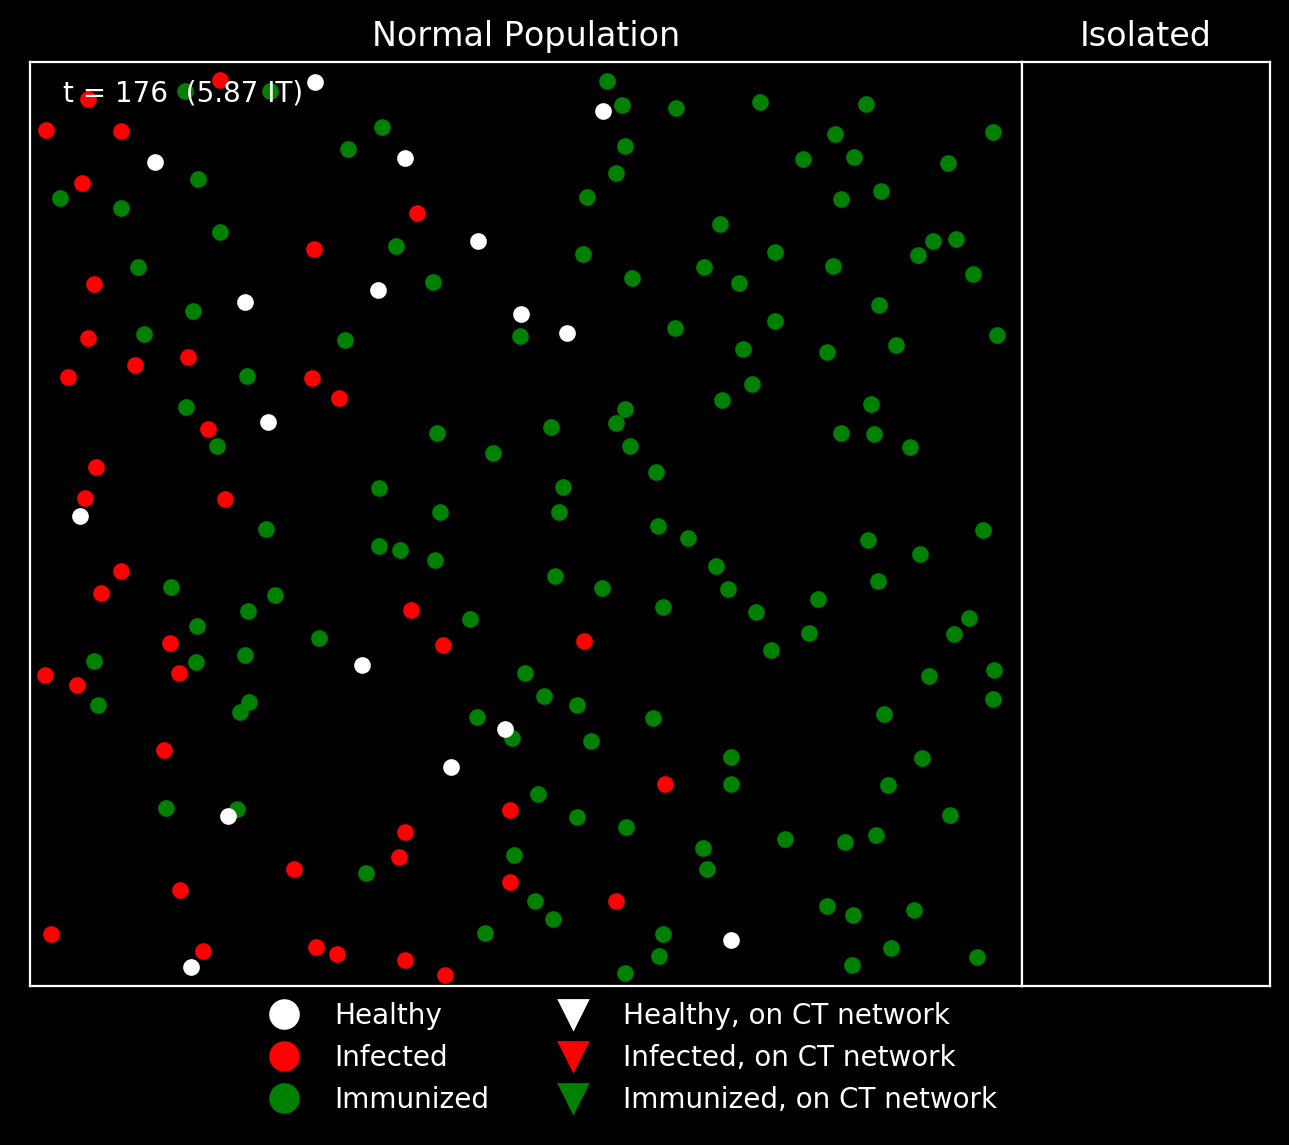 Normal Population
Isolated
t = 176  (5.87 IT)
Healthy
Infected
Immunized
Healthy, on CT network
Infected, on CT network
Immunized, on CT network